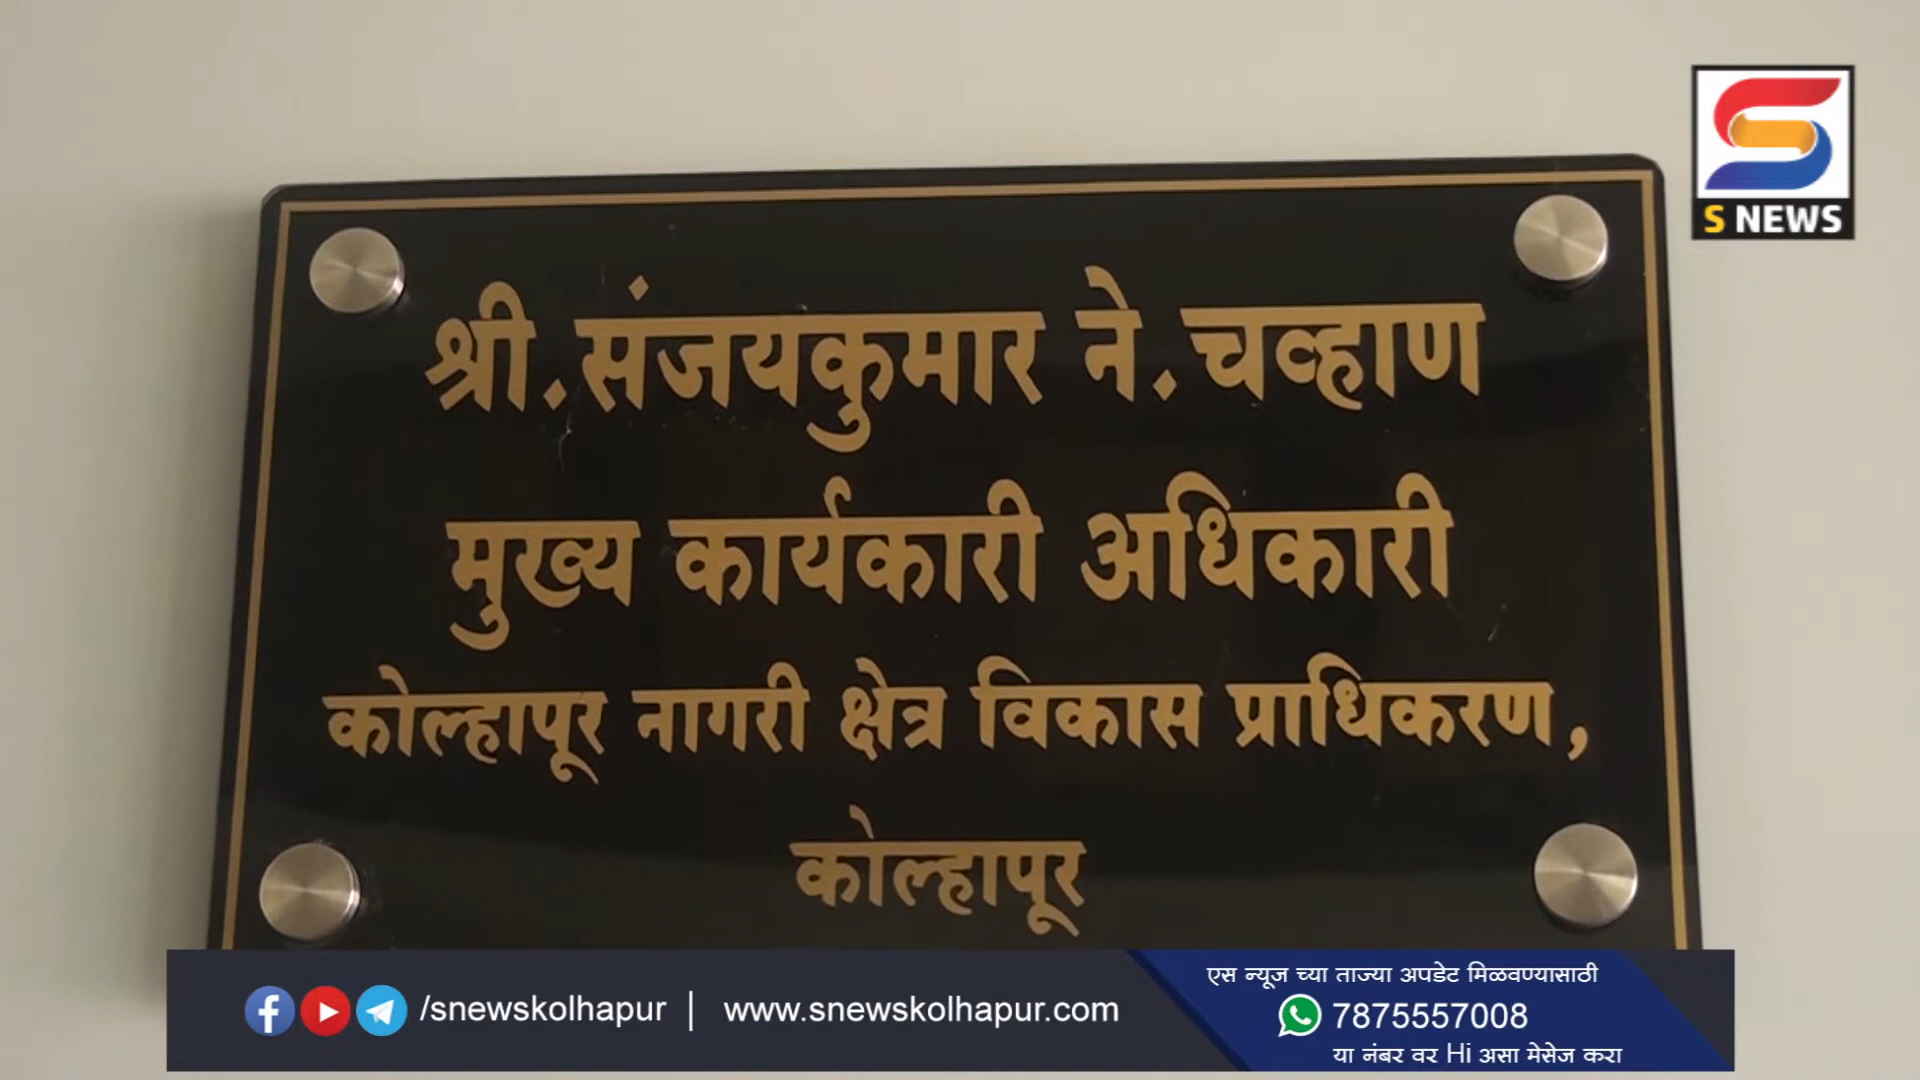 S NEWS
श्री.संजयकुमार ने.चव्हाण
मुख्य कार्यकारी अधिकारी
कोल्हापूर नागरी क्षेत्र विकास प्राधिकरण,
कोल्हापूर
/snewskolhapur | www.snewskolhapur.com
एस न्यूज च्या ताज्या अपडेट मिळवण्यासाठी
7875557008
या नंबर वर Hi असा मेसेज करा